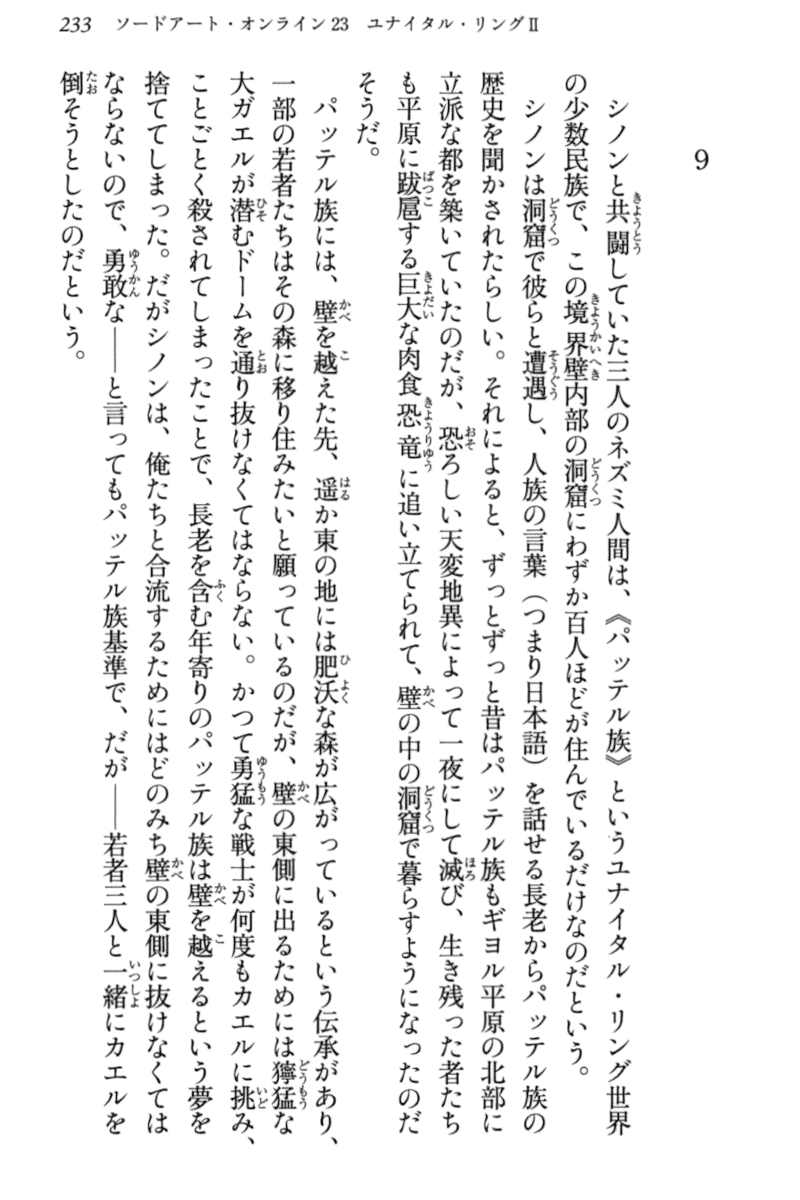 233 ソードアート・オンライン23 ユナイタル・リングⅡ
9
シノンと共闘していた三人のネズミ人間は、《パッテル族》というユナイタル・リング世界
の少数民族で、この境界壁内部の洞窟にわずか百人ほどが住んでいるだけなのだという。
シノンは洞窟で彼らと遭遇し、人族の言葉（つまり日本語）を話せる長老からパッテル族の
歴史を聞かされたらしい。それによると、ずっとずっと昔はパッテル族もギヨル平原の北部に
立派な都を築いていたのだが、恐ろしい天変地異によって一夜にして滅び、生き残った者たち
も平原に跋扈する巨大な肉食恐竜に追い立てられて、壁の中の洞窟で暮らすようになったのだ
そうだ。
パッテル族には、壁を越えた先、遥か東の地には肥沃な森が広がっているという伝承があり、
一部の若者たちはその森に移り住みたいと願っているのだが、壁の東側に出るためには獰猛な
大ガエルが潜むドームを通り抜けなくてはならない。かつて勇猛な戦士が何度もカエルに挑み、
ことごとく殺されてしまったことで、長老を含む年寄りのパッテル族は壁を越えるという夢を
捨ててしまった。だがシノンは、俺たちと合流するためにはどのみち壁の東側に抜けなくては
ならないので、勇敢な――と言ってもパッテル族基準で、だが――若者三人と一緒にカエルを
倒そうとしたのだという。